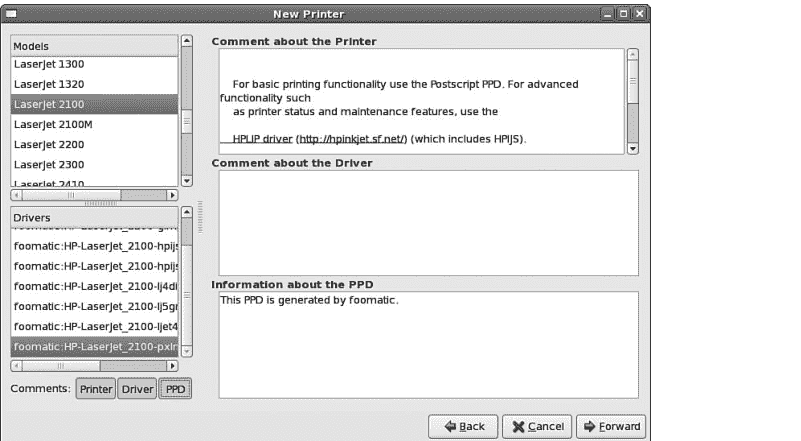 New Printer
Models
LaserJet 1300
LaserJet 1320
LaserJet 2100
LaserJet 2100M
LaserJet 2200
LaserJet 2300
LaserJet 2410
Drivers
foomatic:HP-LaserJet_2100-hpijs
foomatic:HP-LaserJet_2100-hpijs
foomatic:HP-LaserJet_2100-lj4di
foomatic:HP-LaserJet_2100-lj5gr
foomatic:HP-LaserJet_2100-ljet4
foomatic:HP-LaserJet_2100-pxlr
Comments: Printer Driver PPD
Comment about the Printer
For basic printing functionality use the Postscript PPD. For advanced
functionality such
as printer status and maintenance features, use the
HPLIP driver (http://hpinkjet.sf.net/) (which includes HPIJS).
Comment about the Driver
Information about the PPD
This PPD is generated by foomatic.
Back Cancel Forward